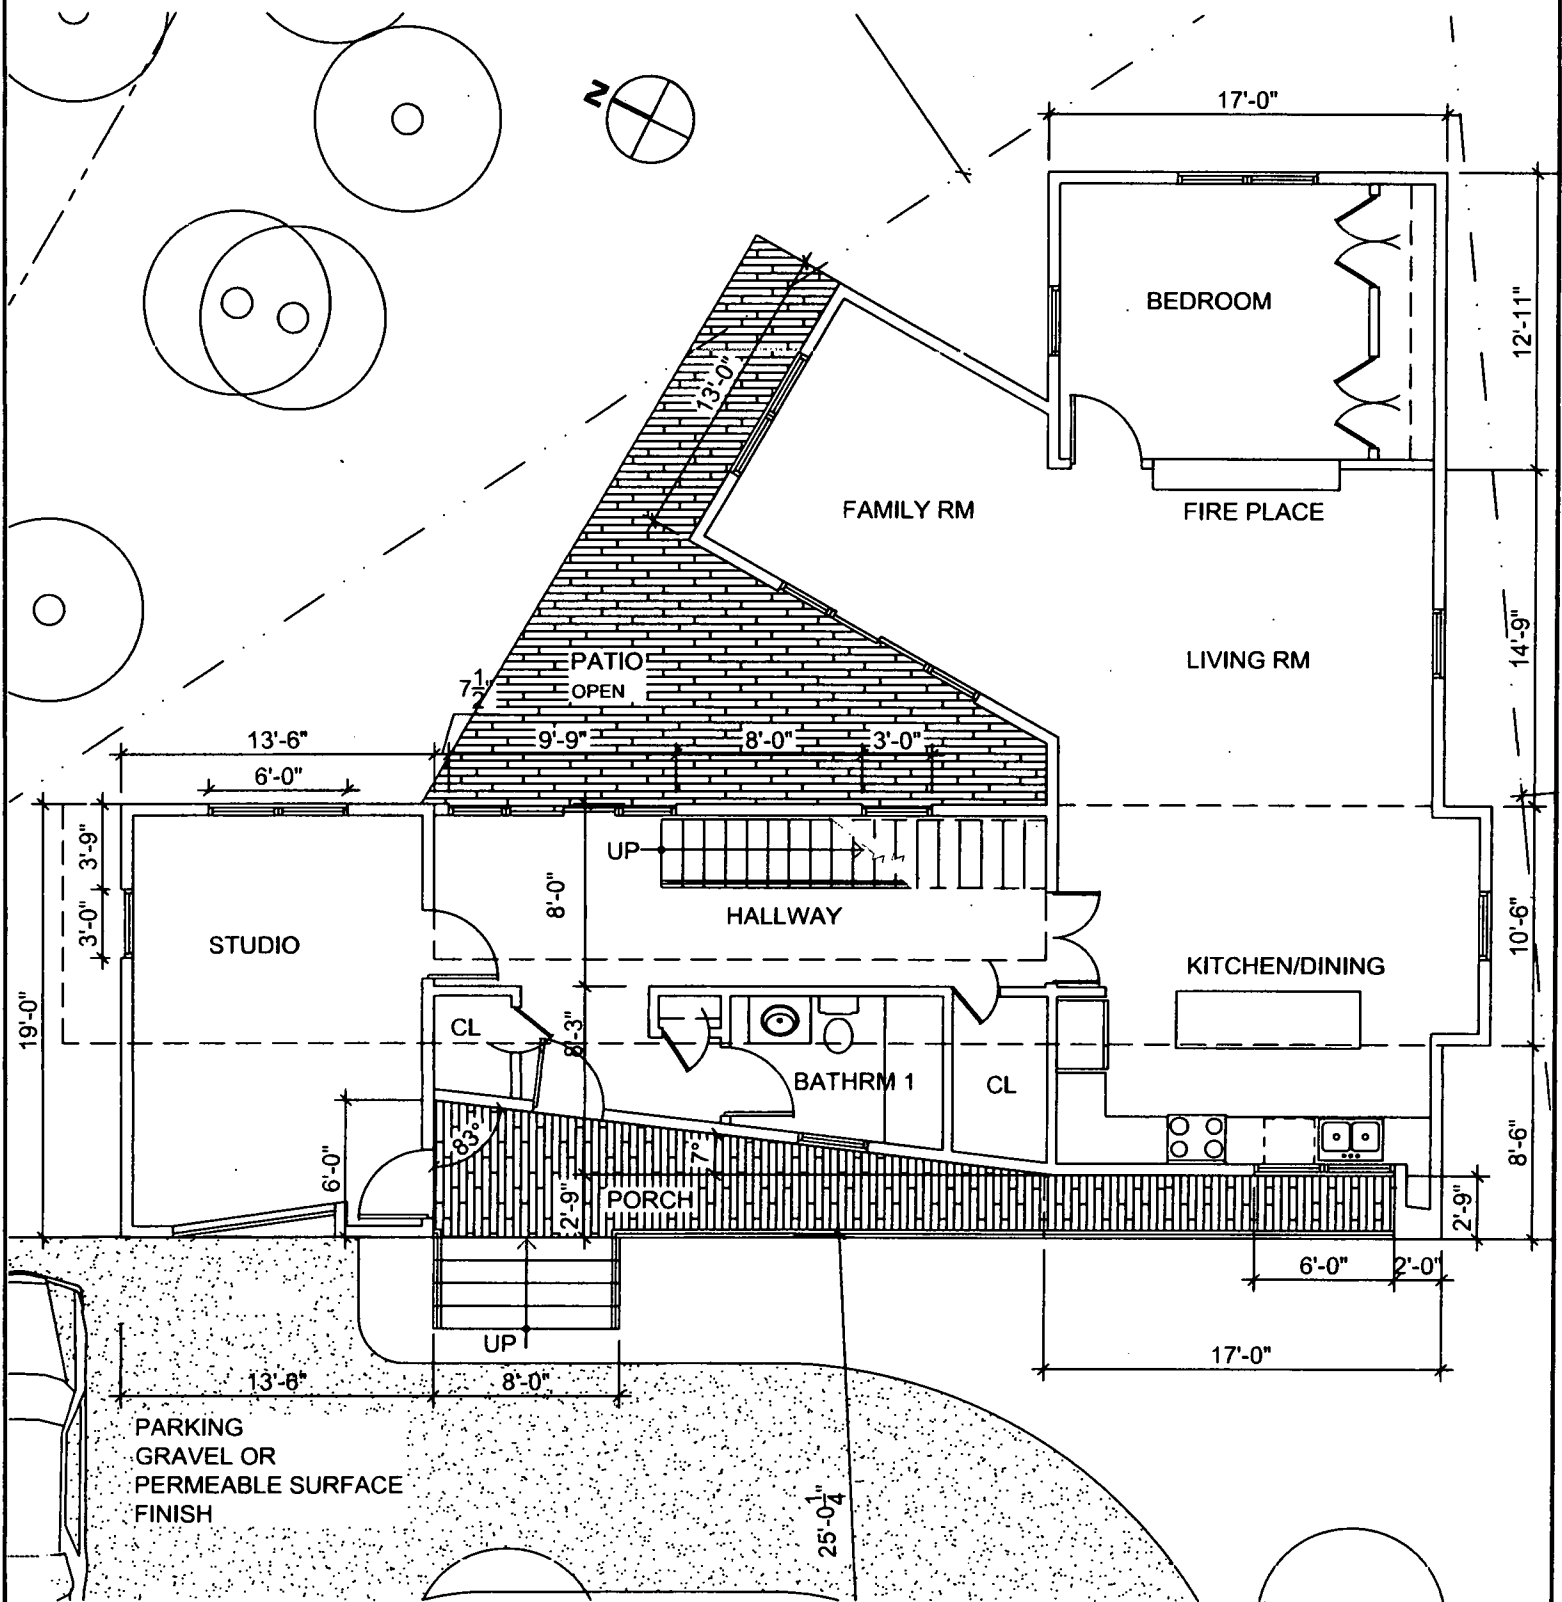 N
17'-0"
BEDROOM
12'-11"
13'-0"
FAMILY RM
FIRE PLACE
PATIO
OPEN
LIVING RM
14'-9"
7 1/2"
13'-6"
9'-9"
8'-0"
3'-0"
6'-0"
3'-9"
UP
8'-0"
HALLWAY
3'-0"
STUDIO
10'-6"
KITCHEN/DINING
19'-0"
CL
8'-3"
BATHRM 1
CL
83°
7°
8'-6"
6'-0"
2'-9"
PORCH
2'-9"
6'-0"
2'-0"
UP
17'-0"
13'-6"
8'-0"
PARKING
GRAVEL OR
PERMEABLE SURFACE
FINISH
25'-0 1/4"